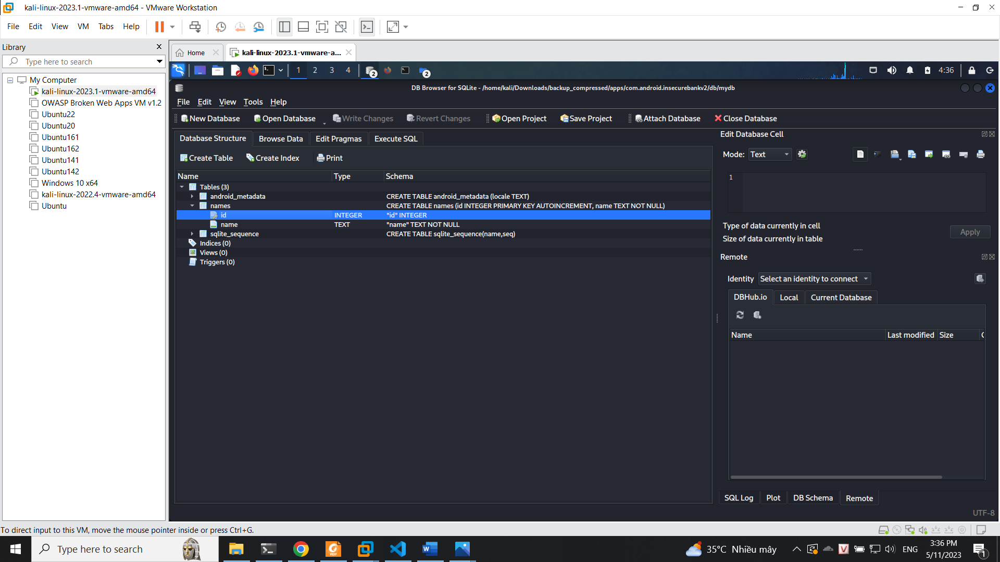 kali-linux-2023.1-vmware-amd64 - VMware Workstation
File Edit View VM Tabs Help
Library
Type here to search
My Computer
kali-linux-2023.1-vmware-amd64
OWASP Broken Web Apps VM v1.2
Ubuntu22
Ubuntu20
Ubuntu161
Ubuntu162
Ubuntu141
Ubuntu142
Windows 10 x64
kali-linux-2022.4-vmware-amd64
Ubuntu
Home
kali-linux-2023.1-vmware-a...
1 2 3 4 2 2 4:36
DB Browser for SQLite - /home/kali/Downloads/backup_compressed/apps/com.android.insecurebankv2/db/mydb
File Edit View Tools Help
New Database Open Database Write Changes Revert Changes Open Project Save Project Attach Database Close Database
Database Structure Browse Data Edit Pragmas Execute SQL
Create Table Create Index Print
Name Type Schema
Tables (3)
android_metadata CREATE TABLE android_metadata (locale TEXT)
names CREATE TABLE names (id INTEGER PRIMARY KEY AUTOINCREMENT, name TEXT NOT NULL)
id INTEGER "id" INTEGER
name TEXT "name" TEXT NOT NULL
sqlite_sequence CREATE TABLE sqlite_sequence(name,seq)
Indices (0)
Views (0)
Triggers (0)
Edit Database Cell
Mode: Text
1
Type of data currently in cell
Size of data currently in table
Apply
Remote
Identity Select an identity to connect
DBHub.io Local Current Database
Name Last modified Size
SQL Log Plot DB Schema Remote
UTF-8
To direct input to this VM, move the mouse pointer inside or press Ctrl+G.
Type here to search
PDF
35°C Nhiều mây
ENG
3:36 PM
5/11/2023
1